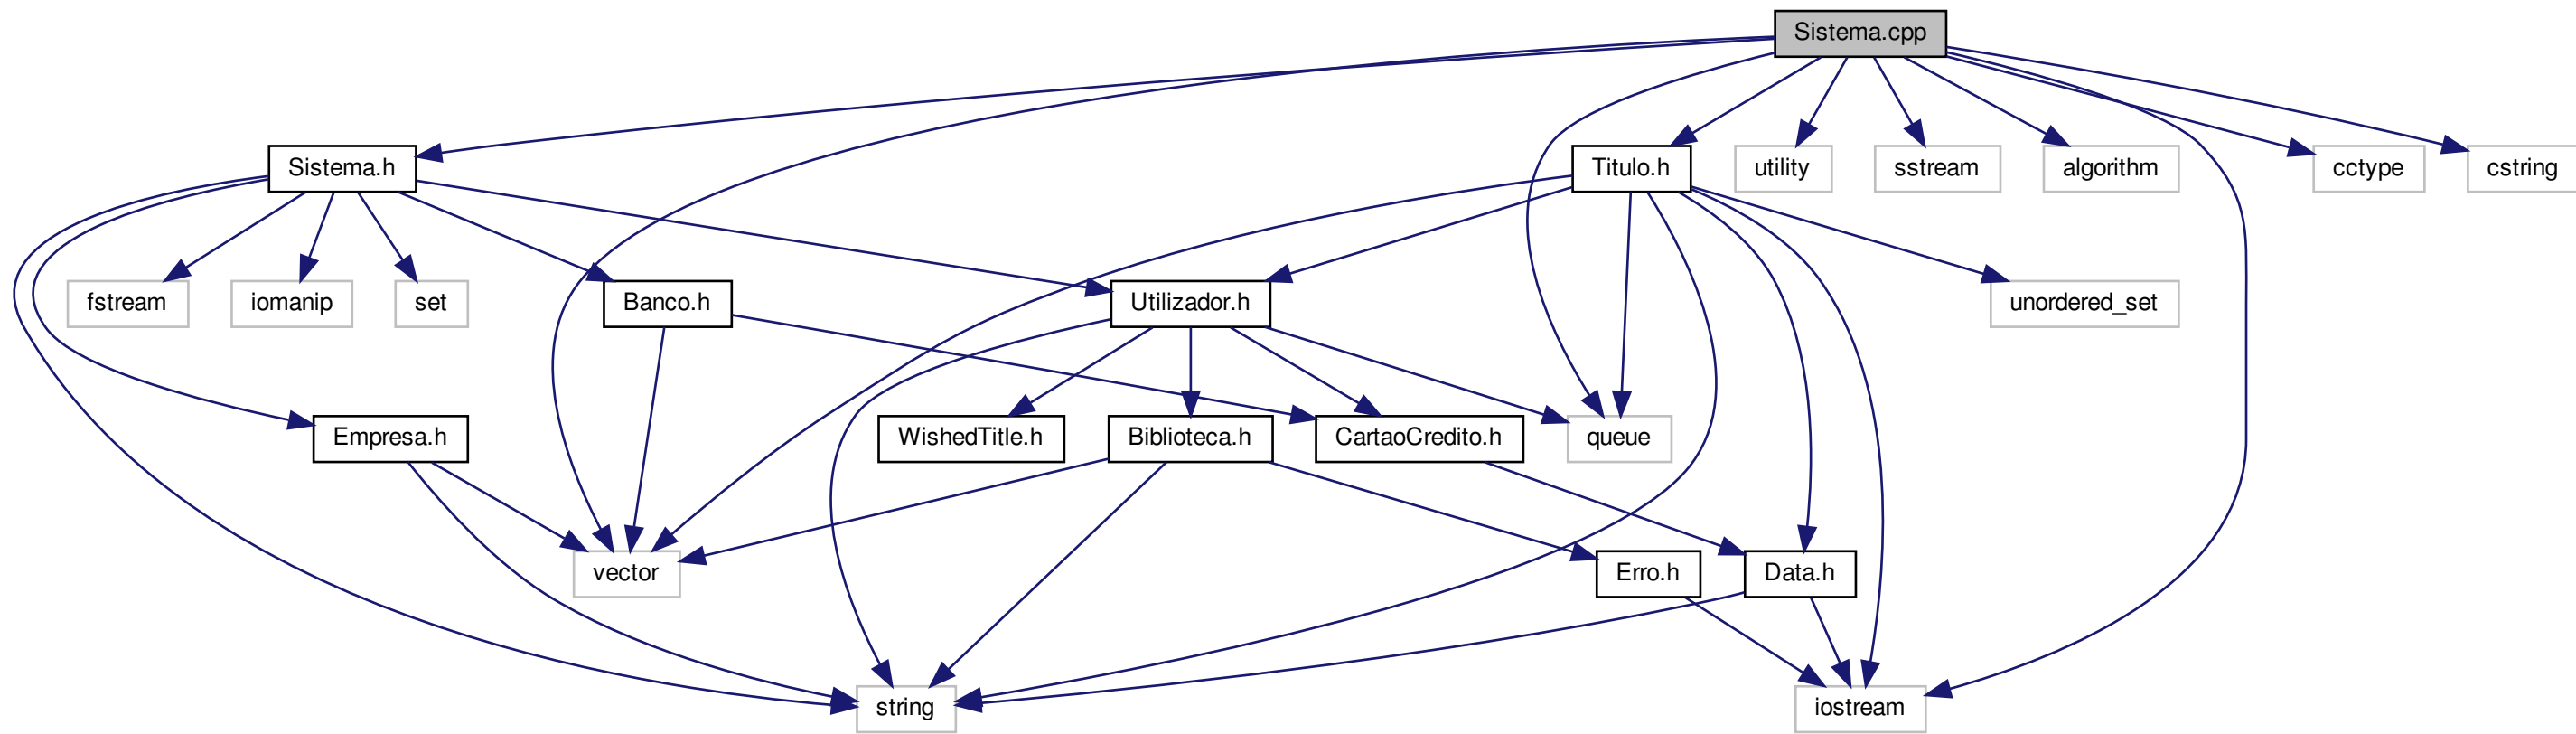 Sistema.cpp
Sistema.h
Titulo.h
utility
sstream
algorithm
cctype
cstring
fstream
iomanip
set
Banco.h
Utilizador.h
unordered_set
Empresa.h
WishedTitle.h
Biblioteca.h
CartaoCredito.h
queue
vector
Erro.h
Data.h
string
iostream